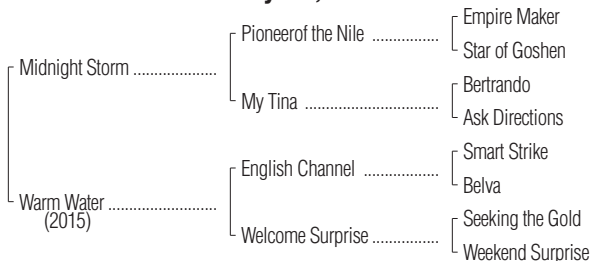 Empire Maker
Pioneerof the Nile ................
Star of Goshen
Midnight Storm ....................
Bertrando
My Tina ................................
Ask Directions
Smart Strike
English Channel ..................
Belva
Warm Water ..........................
(2015)
Seeking the Gold
Welcome Surprise ................
Weekend Surprise